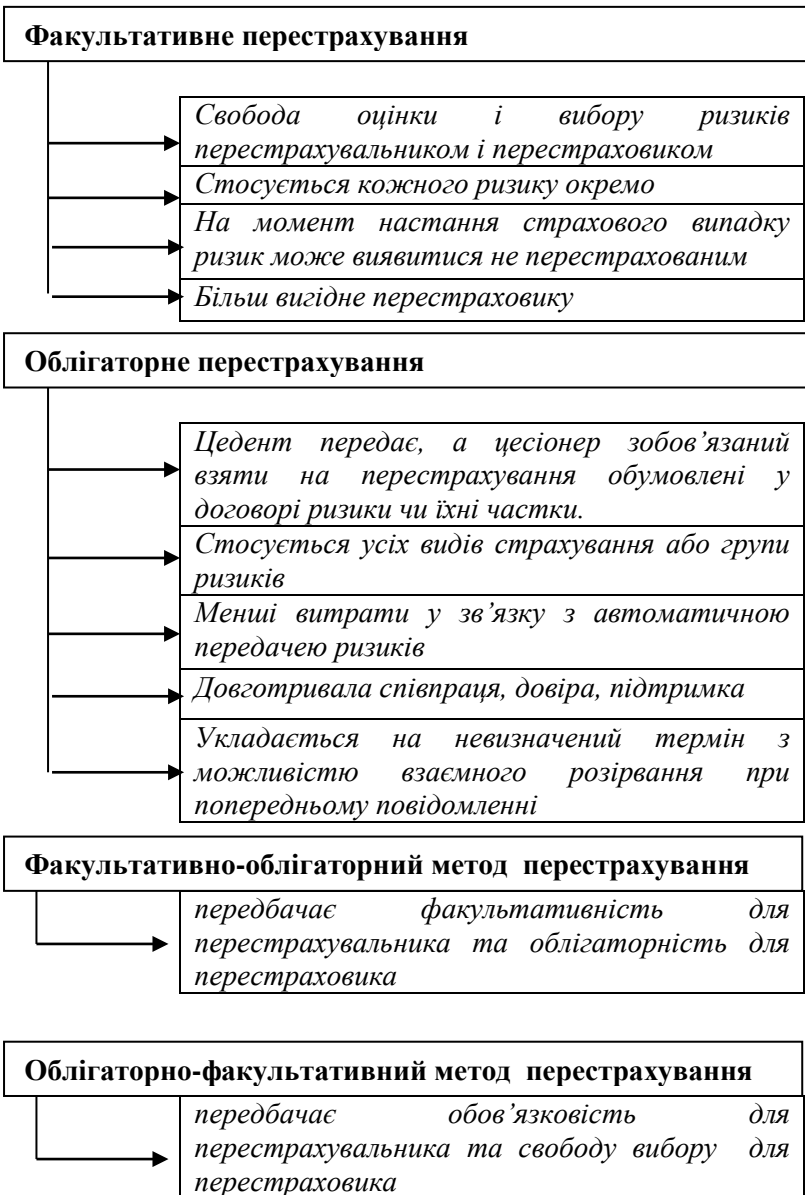 Факультативне перестрахування
Свобода оцінки і вибору ризиків
перестрахувальником і перестраховиком
Стосується кожного ризику окремо
На момент настання страхового випадку
ризик може виявитися не перестрахованим
Більш вигідне перестраховику
Облігаторне перестрахування
Цедент передає, а цесіонер зобов’язаний
взяти на перестрахування обумовлені у
договорі ризики чи їхні частки.
Стосується усіх видів страхування або групи
ризиків
Менші витрати у зв’язку з автоматичною
передачею ризиків
Довготривала співпраця, довіра, підтримка
Укладається на невизначений термін з
можливістю взаємного розірвання при
попередньому повідомленні
Факультативно-облігаторний метод перестрахування
передбачає факультативність для
перестрахувальника та облігаторність для
перестраховика
Облігаторно-факультативний метод перестрахування
передбачає обов’язковість для
перестрахувальника та свободу вибору для
перестраховика